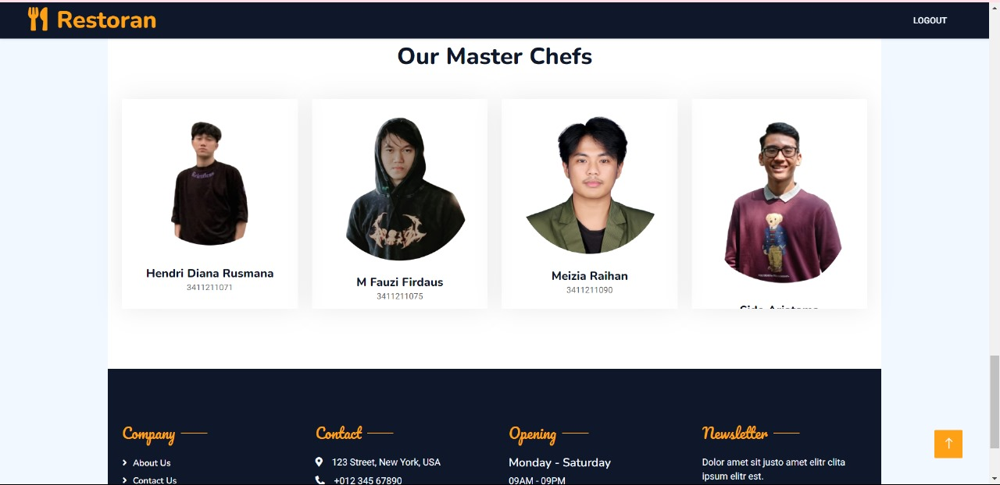 Restoran
LOGOUT
Our Master Chefs
Hendri Diana Rusmana
3411211071
M Fauzi Firdaus
3411211075
Meizia Raihan
3411211090
Company
About Us
Contact Us
Contact
123 Street, New York, USA
+012 345 67890
Opening
Monday - Saturday
09AM - 09PM
Newsletter
Dolor amet sit justo amet elitr clita
ipsum elitr est.